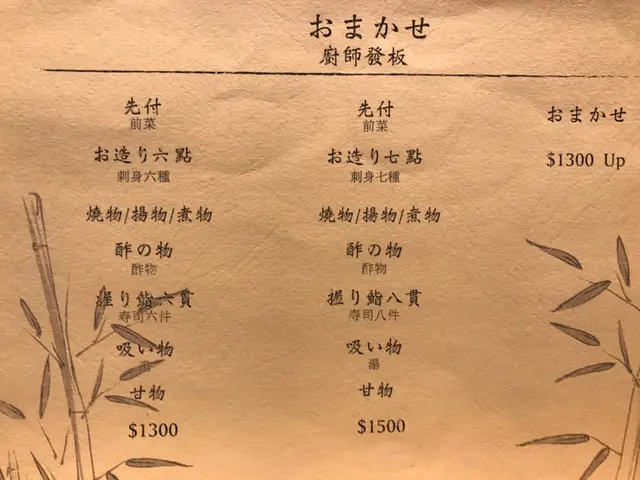 おまかせ
廚師發板
先付
前菜
お造り六點
刺身六種
燒物/揚物/煮物
酢の物
酢物
握り鮨六貫
寿司六件
吸い物
湯
甘物
$1300
先付
前菜
お造り七點
刺身七種
燒物/揚物/煮物
酢の物
酢物
握り鮨八貫
寿司八件
吸い物
湯
甘物
$1500
おまかせ
$1300 Up